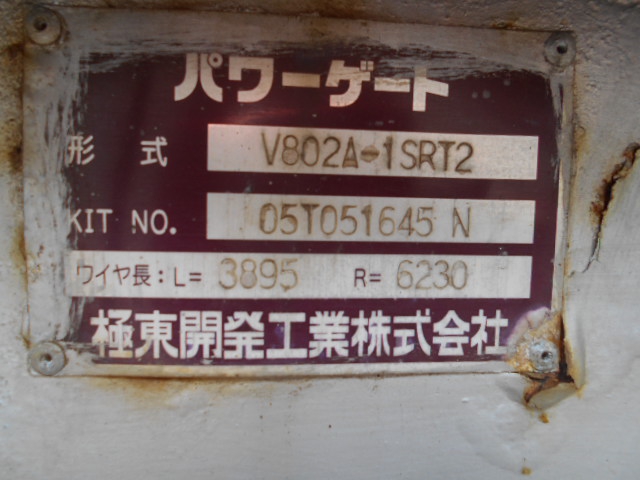 パワーゲート
形 式 V802A-1SRT2
KIT NO. 05T051645 N
ワイヤ長：L= 3895 R= 6230
極東開発工業株式会社